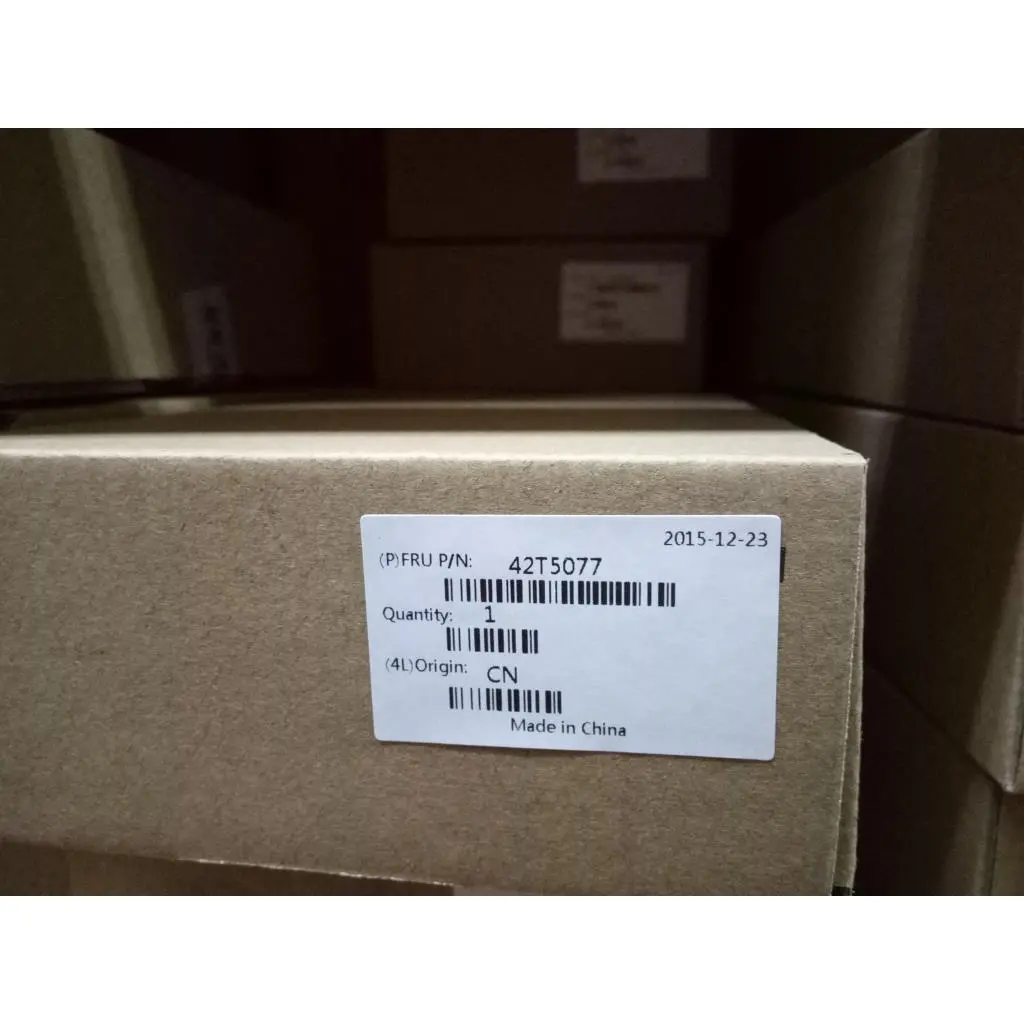 2015-12-23
(P)FRU P/N: 42T5077
Quantity: 1
(4L)Origin: CN
Made in China